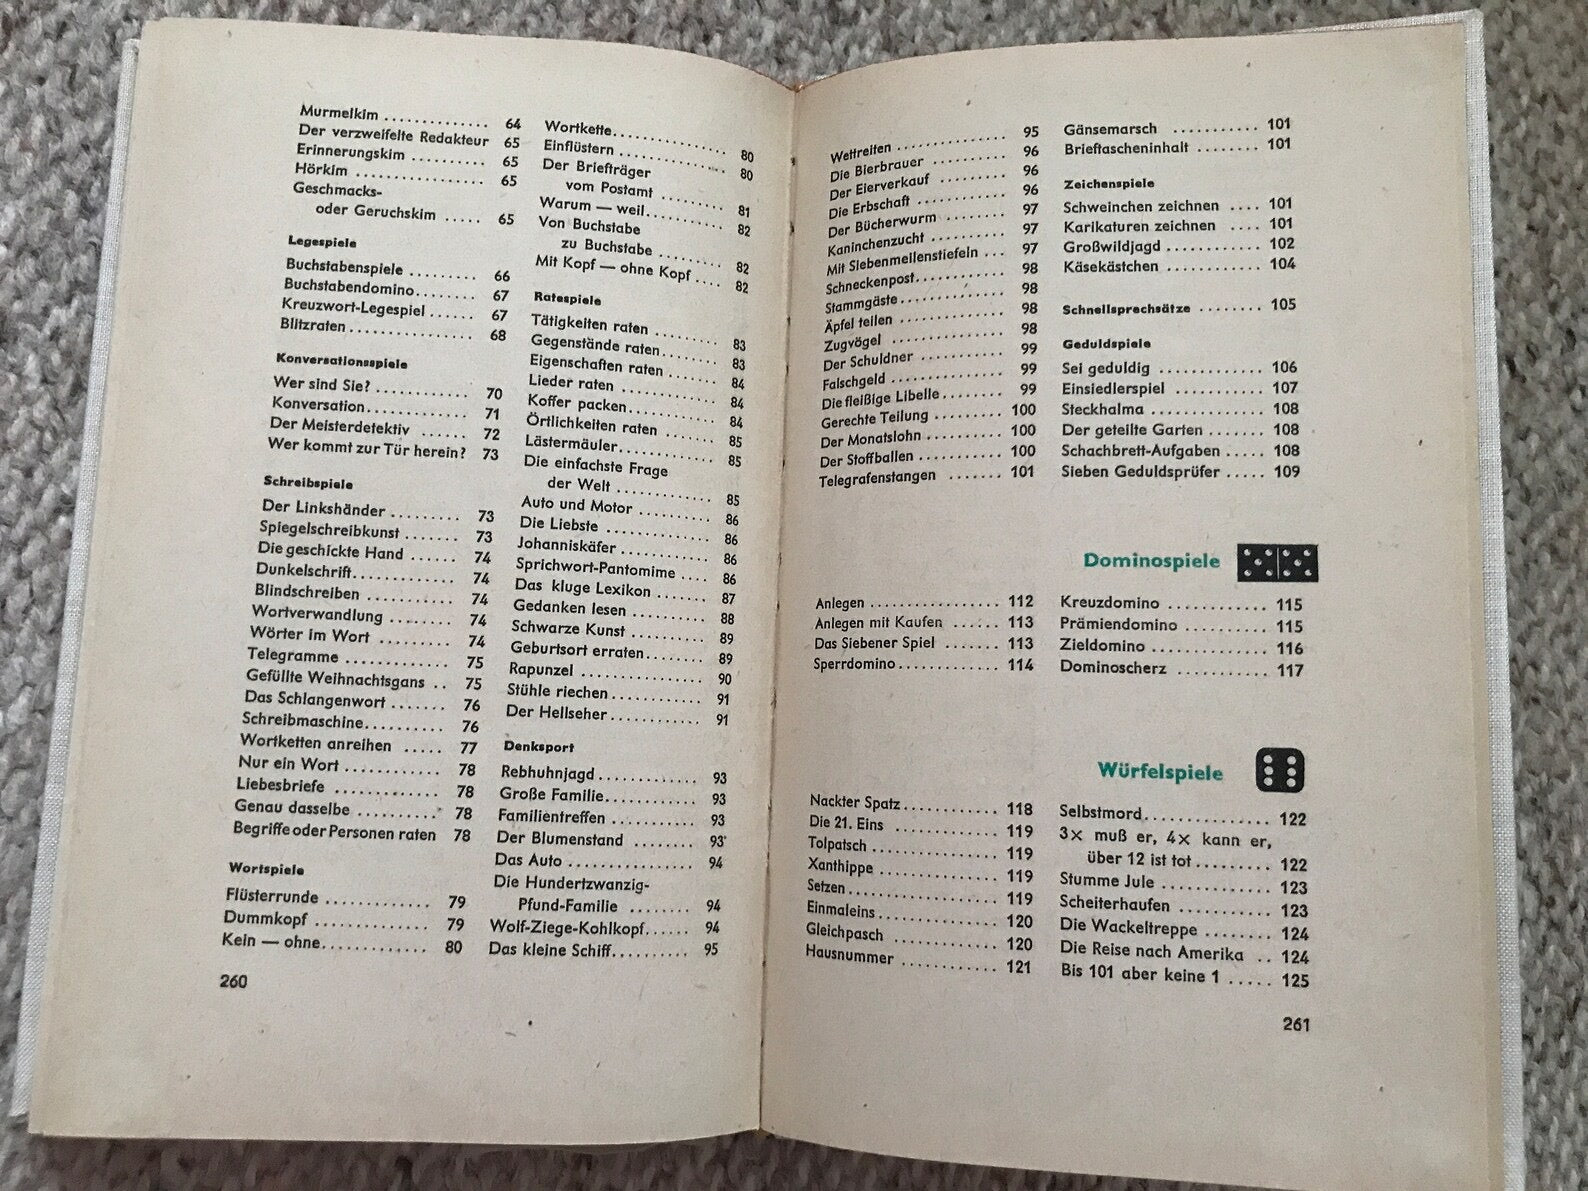 Murmelkim .............. 64
Der verzweifelte Redakteur 65
Erinnerungskim .......... 65
Hörkim ................. 65
Geschmacks-
oder Geruchskim ..... 65
Legespiele
Buchstabenspiele ......... 66
Buchstabendomino........ 67
Kreuzwort-Legespiel ...... 67
Blitzraten ................ 68
Konversationsspiele
Wer sind Sie? ............ 70
Konversation............. 71
Der Meisterdetektiv ...... 72
Wer kommt zur Tür herein? 73
Schreibspiele
Der Linkshänder ......... 73
Spiegelschreibkunst ....... 73
Die geschickte Hand ...... 74
Dunkelschrift............. 74
Blindschreiben ........... 74
Wortverwandlung ........ 74
Wörter im Wort ......... 74
Telegramme ............. 75
Gefüllte Weihnachtsgans .. 75
Das Schlangenwort ....... 76
Schreibmaschine.......... 76
Wortketten anreihen ..... 77
Nur ein Wort ............ 78
Liebesbriefe ............. 78
Genau dasselbe .......... 78
Begriffe oder Personen raten 78
Wortspiele
Flüsterrunde ............. 79
Dummkopf .............. 79
Kein — ohne............. 80
Wortkette............... 80
Einflüstern .............. 80
Der Briefträger
vom Postamt ......... 81
Warum — weil........... 82
Von Buchstabe
zu Buchstabe ......... 82
Mit Kopf — ohne Kopf .... 82
Ratespiele
Tätigkeiten raten ......... 83
Gegenstände raten........ 83
Eigenschaften raten ....... 84
Lieder raten ............. 84
Koffer packen............ 84
Örtlichkeiten raten ....... 85
Lästermäuler............. 85
Die einfachste Frage
der Welt ............. 85
Auto und Motor .......... 86
Die Liebste .............. 86
Johanniskäfer ............ 86
Sprichwort-Pantomime .... 86
Das kluge Lexikon ........ 87
Gedanken lesen .......... 88
Schwarze Kunst .......... 89
Geburtsort erraten........ 89
Rapunzel ................ 90
Stühle riechen............ 91
Der Hellseher............ 91
Denksport
Rebhuhnjagd............. 93
Große Familie............ 93
Familientreffen ........... 93
Der Blumenstand ........ 93
Das Auto ................ 94
Die Hundertzwanzig-
Pfund-Familie ........ 94
Wolf-Ziege-Kohlkopf...... 94
Das kleine Schiff.......... 95
260
Wettreiten .............. 95
Die Bierbrauer .......... 96
Der Eierverkauf ......... 96
Die Erbschaft ............ 96
Der Bücherwurm ........ 97
Kaninchenzucht .......... 97
Mit Siebenmeilenstiefeln ... 97
Schneckenpost............ 98
Stammgäste.............. 98
Äpfel teilen .............. 98
Zugvögel ............... 98
Der Schuldner ........... 99
Falschgeld ............... 99
Die fleißige Libelle........ 99
Gerechte Teilung ......... 100
Der Monatslohn .......... 100
Der Stoffballen ........... 100
Telegrafenstangen ....... 101
Gänsemarsch ........... 101
Brieftascheninhalt ........ 101
Zeichenspiele
Schweinchen zeichnen .... 101
Karikaturen zeichnen .... 101
Großwildjagd ............ 102
Käsekästchen ............ 104
Schnellsprechsätze ........ 105
Geduldspiele
Sei geduldig ............. 106
Einsiedlerspiel ........... 107
Steckhalma .............. 108
Der geteilte Garten ....... 108
Schachbrett-Aufgaben ..... 108
Sieben Geduldsprüfer ..... 109
Dominospiele
Anlegen ................. 112
Anlegen mit Kaufen ...... 113
Das Siebener Spiel ....... 113
Sperrdomino............. 114
Kreuzdomino ............ 115
Prämiendomino .......... 115
Zieldomino .............. 116
Dominoscherz ........... 117
Würfelspiele
Nackter Spatz............ 118
Die 21. Eins ............. 119
Tolpatsch ............... 119
Xanthippe ............... 119
Setzen .................. 119
Einmaleins............... 120
Gleichpasch ............. 120
Hausnummer ............ 121
Selbstmord............... 122
3× muß er, 4× kann er,
über 12 ist tot.......... 122
Stumme Jule ............. 123
Scheiterhaufen ........... 123
Die Wackeltreppe ........ 124
Die Reise nach Amerika .. 124
Bis 101 aber keine 1 ..... 125
261